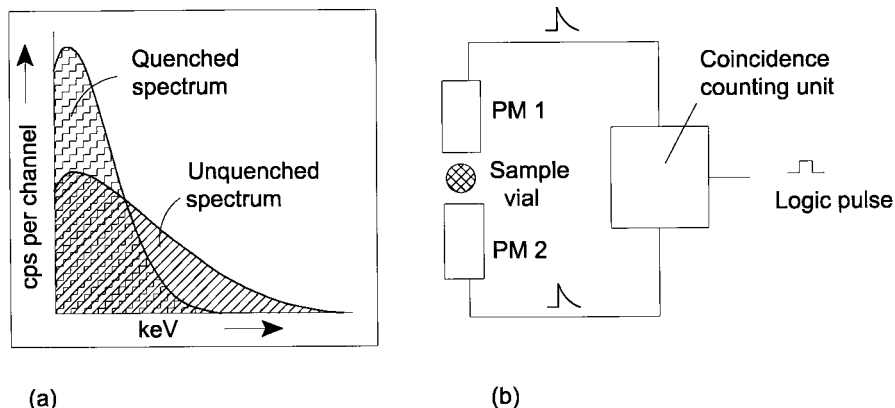 Quenched
spectrum
Unquenched
spectrum
cps per channel
keV
(a)
PM 1
Sample
vial
PM 2
Coincidence
counting unit
Logic pulse
(b)